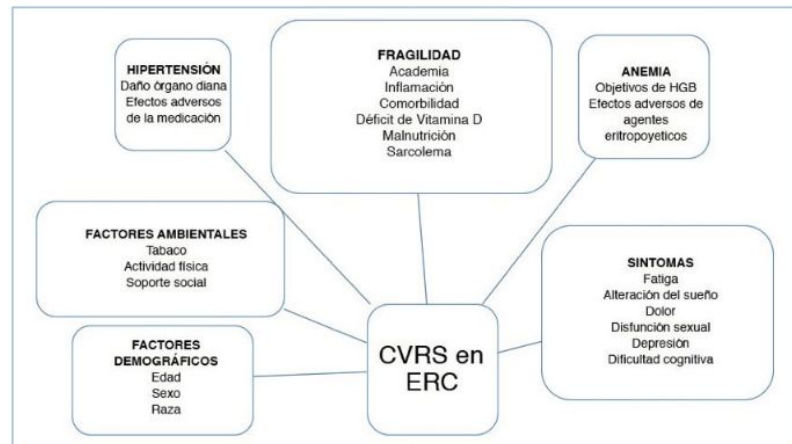 HIPERTENSIÓN
Daño órgano diana
Efectos adversos
de la medicación
FRAGILIDAD
Academia
Inflamación
Comorbilidad
Déficit de Vitamina D
Malnutrición
Sarcolema
ANEMIA
Objetivos de HGB
Efectos adversos de
agentes
eritropoyeticos
FACTORES AMBIENTALES
Tabaco
Actividad física
Soporte social
SINTOMAS
Fatiga
Alteración del sueño
Dolor
Disfunción sexual
Depresión
Dificultad cognitiva
FACTORES
DEMOGRÁFICOS
Edad
Sexo
Raza
CVRS en
ERC